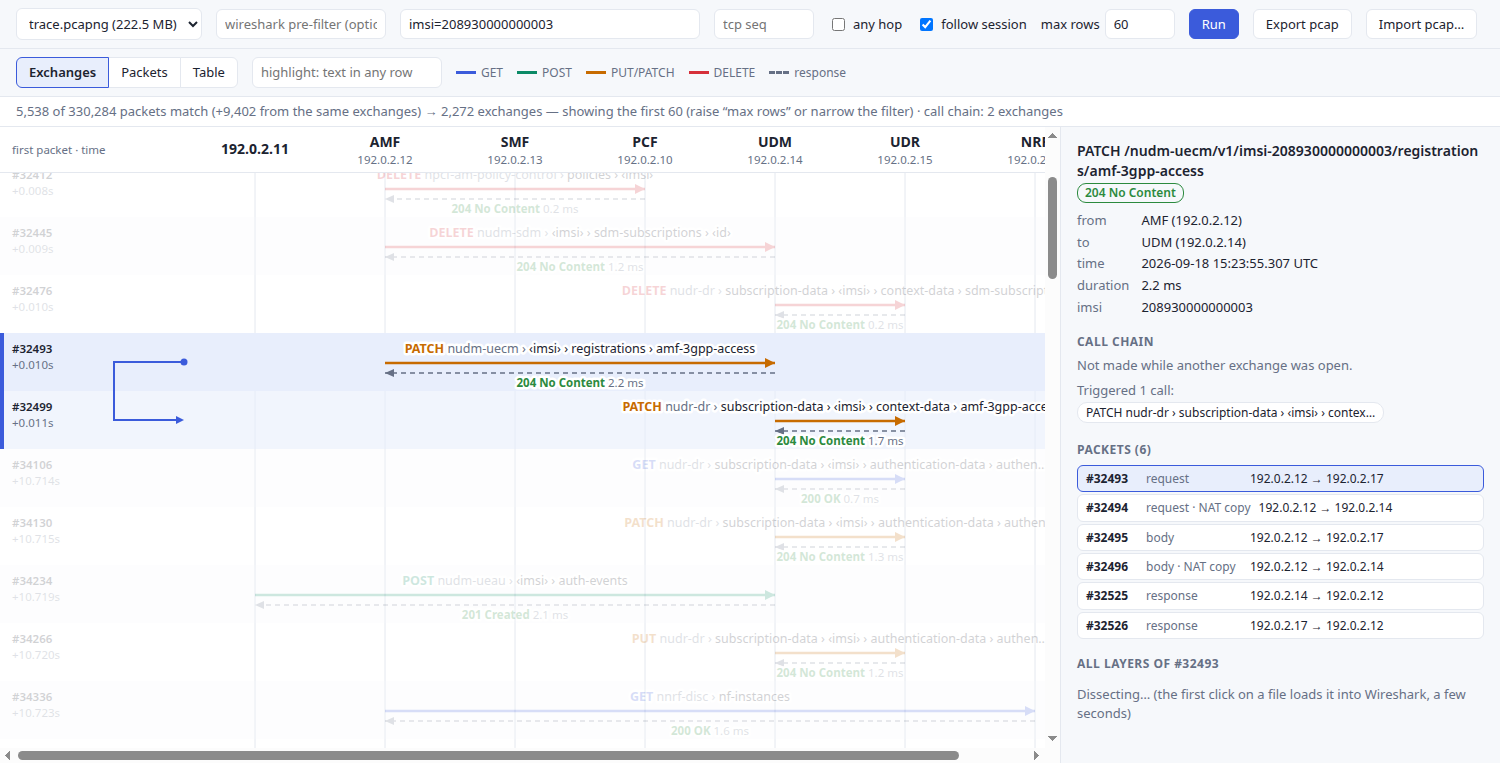 trace.pcapng (222.5 MB)
wireshark pre-filter (optic
imsi=208930000000003
tcp seq
any hop
follow session
max rows
60
Run
Export pcap
Import pcap...
Exchanges
Packets
Table
highlight: text in any row
GET
POST
PUT/PATCH
DELETE
response
5,538 of 330,284 packets match (+9,402 from the same exchanges) → 2,272 exchanges — showing the first 60 (raise “max rows” or narrow the filter) · call chain: 2 exchanges
first packet · time
192.0.2.11
AMF
192.0.2.12
SMF
192.0.2.13
PCF
192.0.2.10
UDM
192.0.2.14
UDR
192.0.2.15
NRF
192.0.2
#32412
+0.008s
DELETE npcf-am-policy-control › policies › ‹imsi›
204 No Content 0.2 ms
#32445
+0.009s
DELETE nudm-sdm › ‹imsi› › sdm-subscriptions › ‹id›
204 No Content 1.2 ms
#32476
+0.010s
DELETE nudr-dr › subscription-data › ‹imsi› › context-data › sdm-subscrip
204 No Content 0.2 ms
#32493
+0.010s
PATCH nudm-uecm › ‹imsi› › registrations › amf-3gpp-access
204 No Content 2.2 ms
#32499
+0.011s
PATCH nudr-dr › subscription-data › ‹imsi› › context-data › amf-3gpp-acce
204 No Content 1.7 ms
#34106
+10.714s
GET nudr-dr › subscription-data › ‹imsi› › authentication-data › authen...
200 OK 0.7 ms
#34130
+10.715s
PATCH nudr-dr › subscription-data › ‹imsi› › authentication-data › authen
204 No Content 1.3 ms
#34234
+10.719s
POST nudm-ueau › ‹imsi› › auth-events
201 Created 2.1 ms
#34266
+10.720s
PUT nudr-dr › subscription-data › ‹imsi› › authentication-data › authen...
204 No Content 1.2 ms
#34336
+10.723s
GET nnrf-disc › nf-instances
200 OK 1.6 ms
PATCH /nudm-uecm/v1/imsi-208930000000003/registration
s/amf-3gpp-access
204 No Content
from AMF (192.0.2.12)
to UDM (192.0.2.14)
time 2026-09-18 15:23:55.307 UTC
duration 2.2 ms
imsi 208930000000003
CALL CHAIN
Not made while another exchange was open.
Triggered 1 call:
PATCH nudr-dr › subscription-data › ‹imsi› › contex...
PACKETS (6)
#32493 request 192.0.2.12 → 192.0.2.17
#32494 request · NAT copy 192.0.2.12 → 192.0.2.14
#32495 body 192.0.2.12 → 192.0.2.17
#32496 body · NAT copy 192.0.2.12 → 192.0.2.14
#32525 response 192.0.2.14 → 192.0.2.12
#32526 response 192.0.2.17 → 192.0.2.12
ALL LAYERS OF #32493
Dissecting... (the first click on a file loads it into Wireshark, a few
seconds)